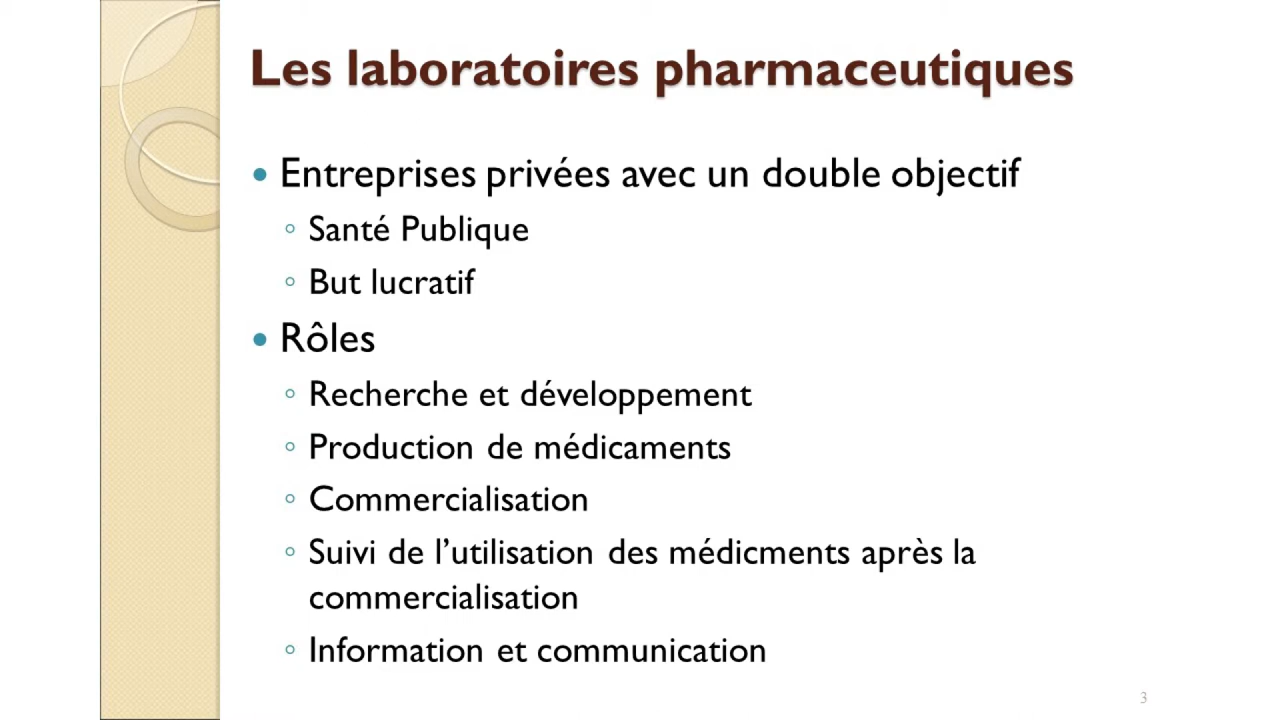 Les laboratoires pharmaceutiques
• Entreprises privées avec un double objectif
◦ Santé Publique
◦ But lucratif
• Rôles
◦ Recherche et développement
◦ Production de médicaments
◦ Commercialisation
◦ Suivi de l’utilisation des médicments après la
commercialisation
◦ Information et communication
3